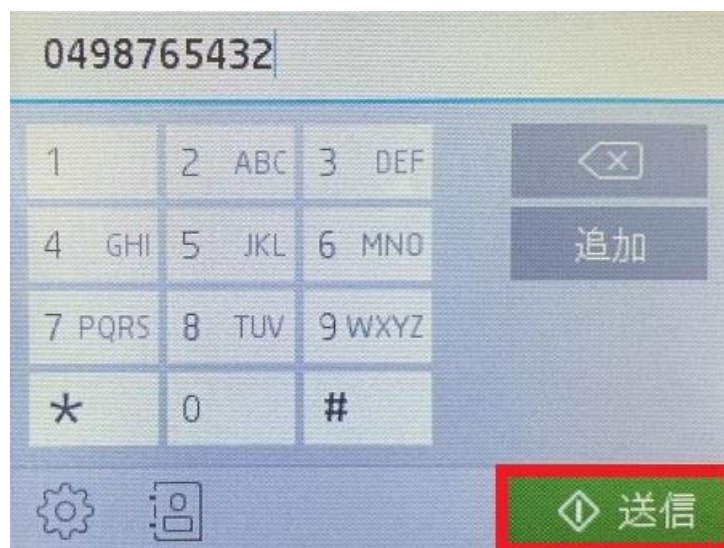 0498765432
1 2 ABC 3 DEF
4 GHI 5 JKL 6 MNO 追加
7 PQRS 8 TUV 9 WXYZ
* 0 #
送信